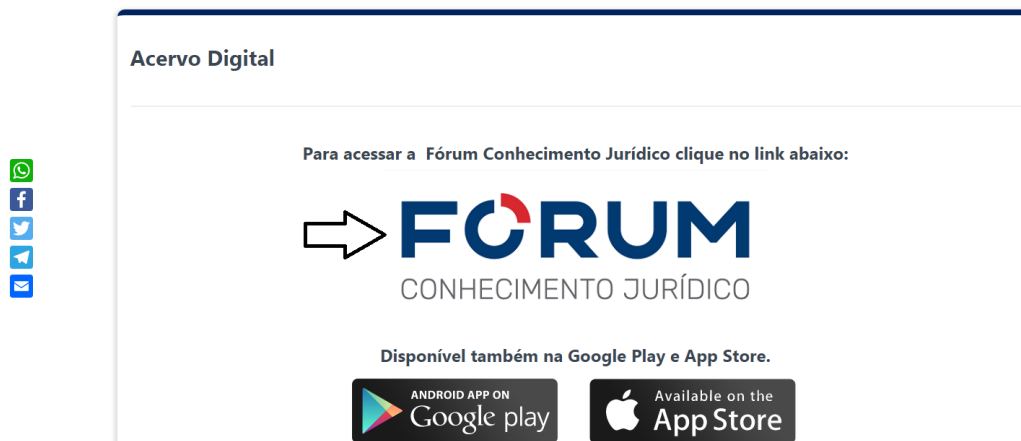 Acervo Digital
Para acessar a Fórum Conhecimento Jurídico clique no link abaixo:
FÓRUM
CONHECIMENTO JURÍDICO
Disponível também na Google Play e App Store.
ANDROID APP ON
Google play
Available on the
App Store